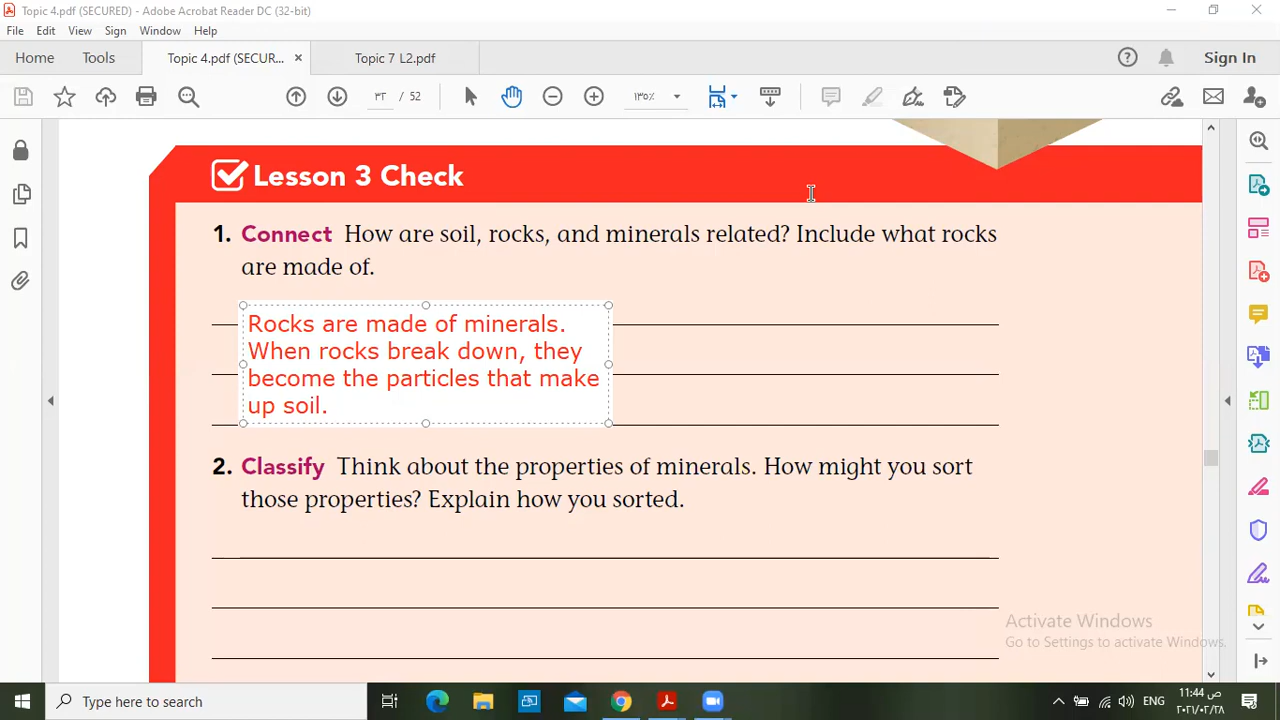 Topic 4.pdf (SECURED) - Adobe Acrobat Reader DC (32-bit)
File Edit View Sign Window Help
Home Tools Topic 4.pdf (SECUR... × Topic 7 L2.pdf Sign In
٣٢ / 52 ١٣٥٪
Lesson 3 Check
1. Connect How are soil, rocks, and minerals related? Include what rocks
are made of.
Rocks are made of minerals.
When rocks break down, they
become the particles that make
up soil.
2. Classify Think about the properties of minerals. How might you sort
those properties? Explain how you sorted.
Activate Windows
Go to Settings to activate Windows.
Type here to search
ENG
11:44 ص
٢٠٢١/٠٢/٢٨